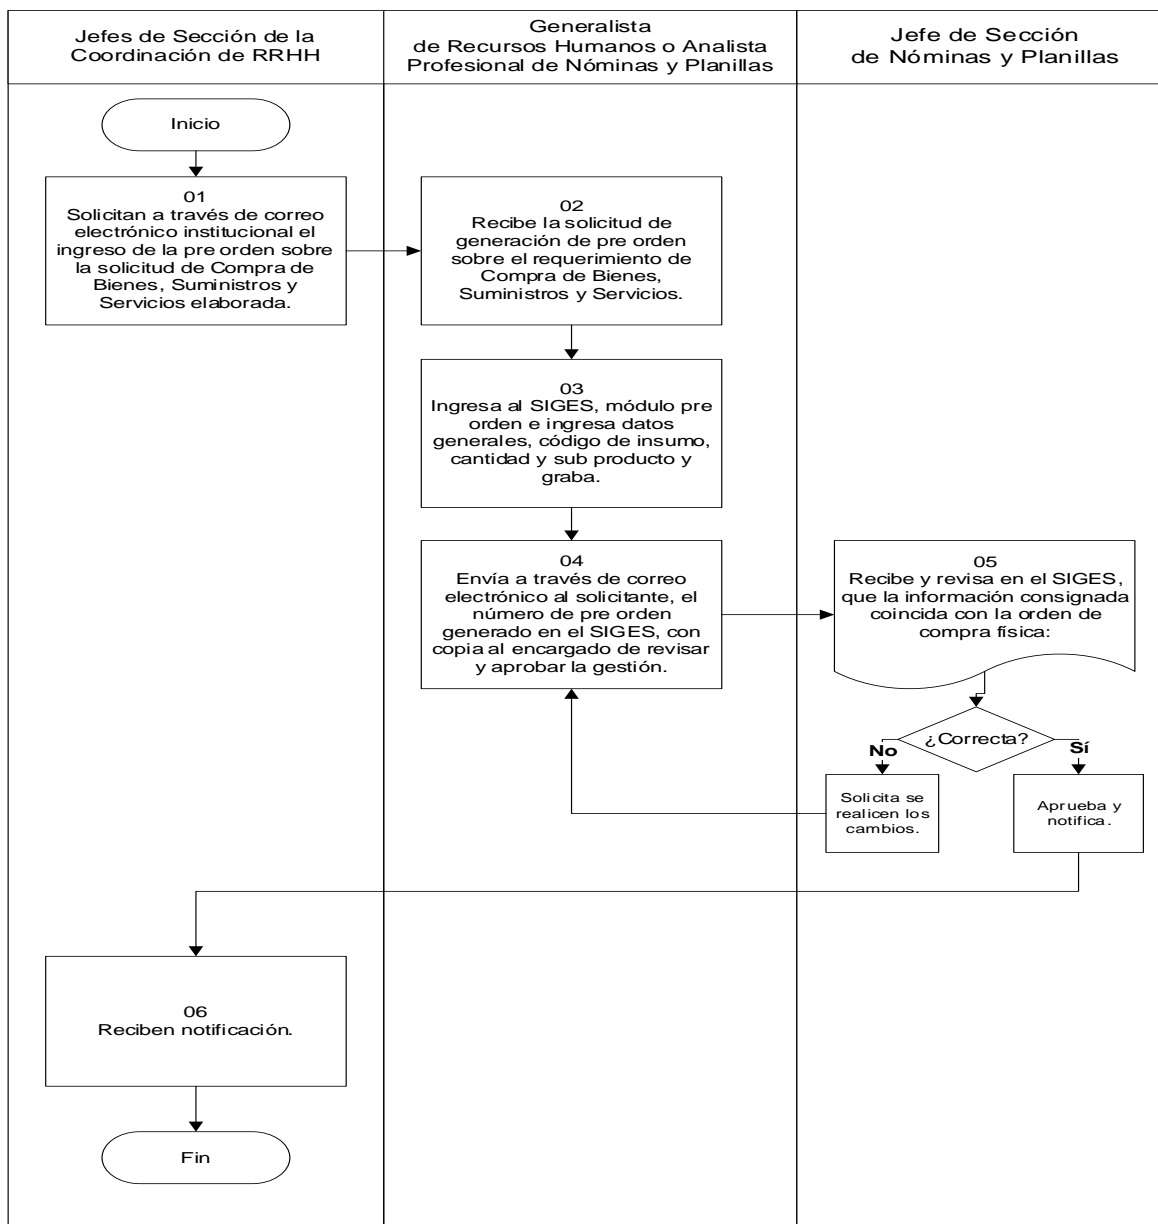 Jefes de Sección de la
Coordinación de RRHH
Generalista
de Recursos Humanos o Analista
Profesional de Nóminas y Planillas
Jefe de Sección
de Nóminas y Planillas
Inicio
01
Solicitan a través de correo
electrónico institucional el
ingreso de la pre orden sobre
la solicitud de Compra de
Bienes, Suministros y
Servicios elaborada.
02
Recibe la solicitud de
generación de pre orden
sobre el requerimiento de
Compra de Bienes,
Suministros y Servicios.
03
Ingresa al SIGES, módulo pre
orden e ingresa datos
generales, código de insumo,
cantidad y sub producto y
graba.
04
Envía a través de correo
electrónico al solicitante, el
número de pre orden
generado en el SIGES, con
copia al encargado de revisar
y aprobar la gestión.
05
Recibe y revisa en el SIGES,
que la información consignada
coincida con la orden de
compra física:
¿Correcta?
No
Sí
Solicita se
realicen los
cambios.
Aprueba y
notifica.
06
Reciben notificación.
Fin